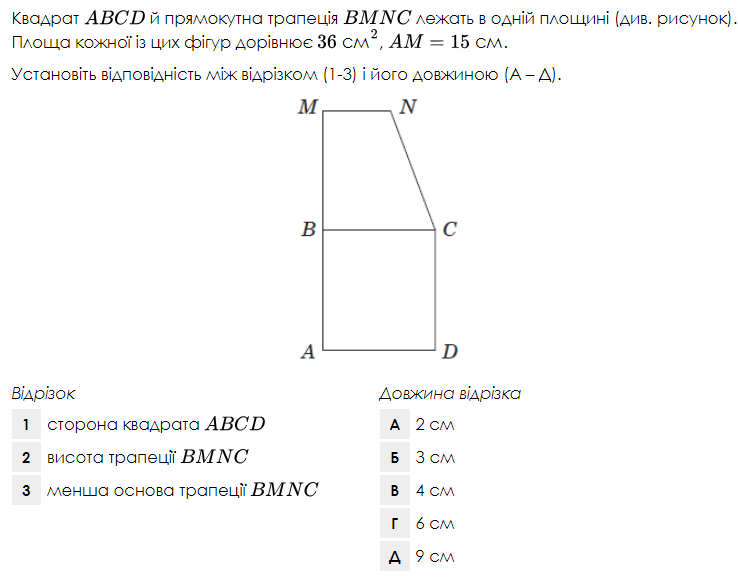 Квадрат ABCD й прямокутна трапеція BMNC лежать в одній площині (див. рисунок).
Площа кожної із цих фігур дорівнює 36 см², AM = 15 см.
Установіть відповідність між відрізком (1-3) і його довжиною (А – Д).
M N
B C
A D
Відрізок Довжина відрізка
1 сторона квадрата ABCD А 2 см
2 висота трапеції BMNC Б 3 см
3 менша основа трапеції BMNC В 4 см
Г 6 см
Д 9 см